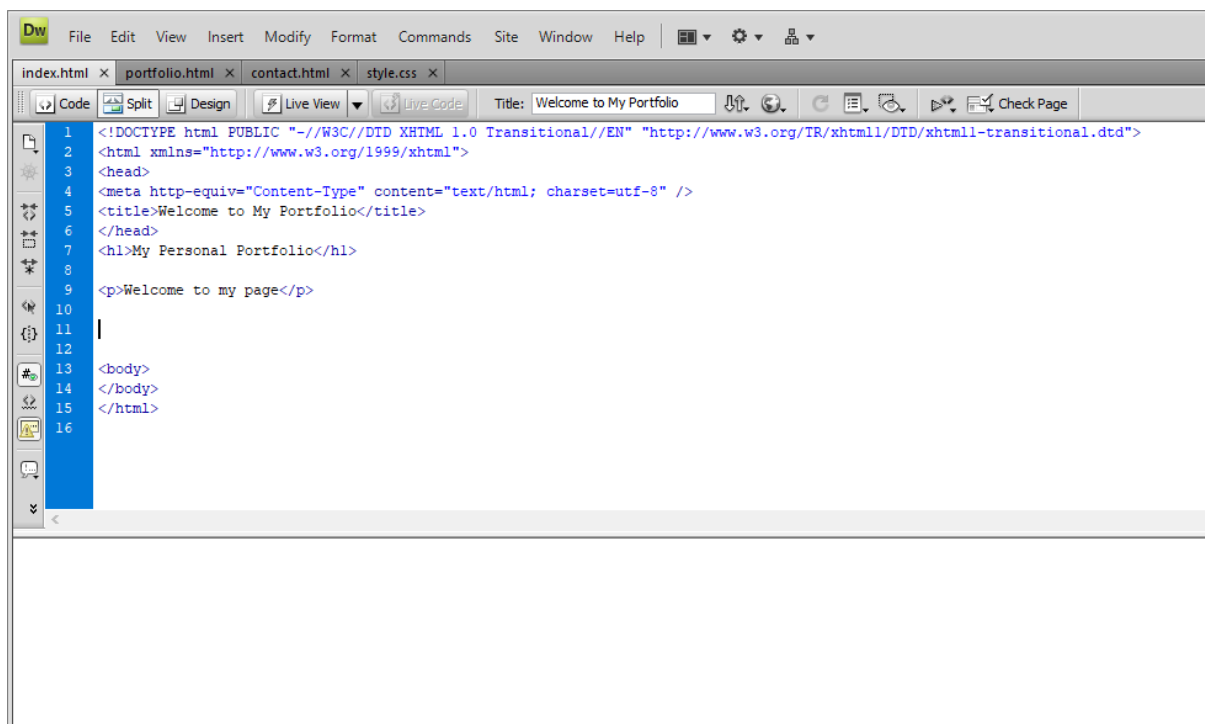 Dw File Edit View Insert Modify Format Commands Site Window Help
index.html × portfolio.html × contact.html × style.css ×
Code Split Design Live View Live Code Title: Welcome to My Portfolio Check Page
1 <!DOCTYPE html PUBLIC "-//W3C//DTD XHTML 1.0 Transitional//EN" "http://www.w3.org/TR/xhtml1/DTD/xhtml1-transitional.dtd">
2 <html xmlns="http://www.w3.org/1999/xhtml">
3 <head>
4 <meta http-equiv="Content-Type" content="text/html; charset=utf-8" />
5 <title>Welcome to My Portfolio</title>
6 </head>
7 <h1>My Personal Portfolio</h1>
8
9 <p>Welcome to my page</p>
10
11
12
13 <body>
14 </body>
15 </html>
16